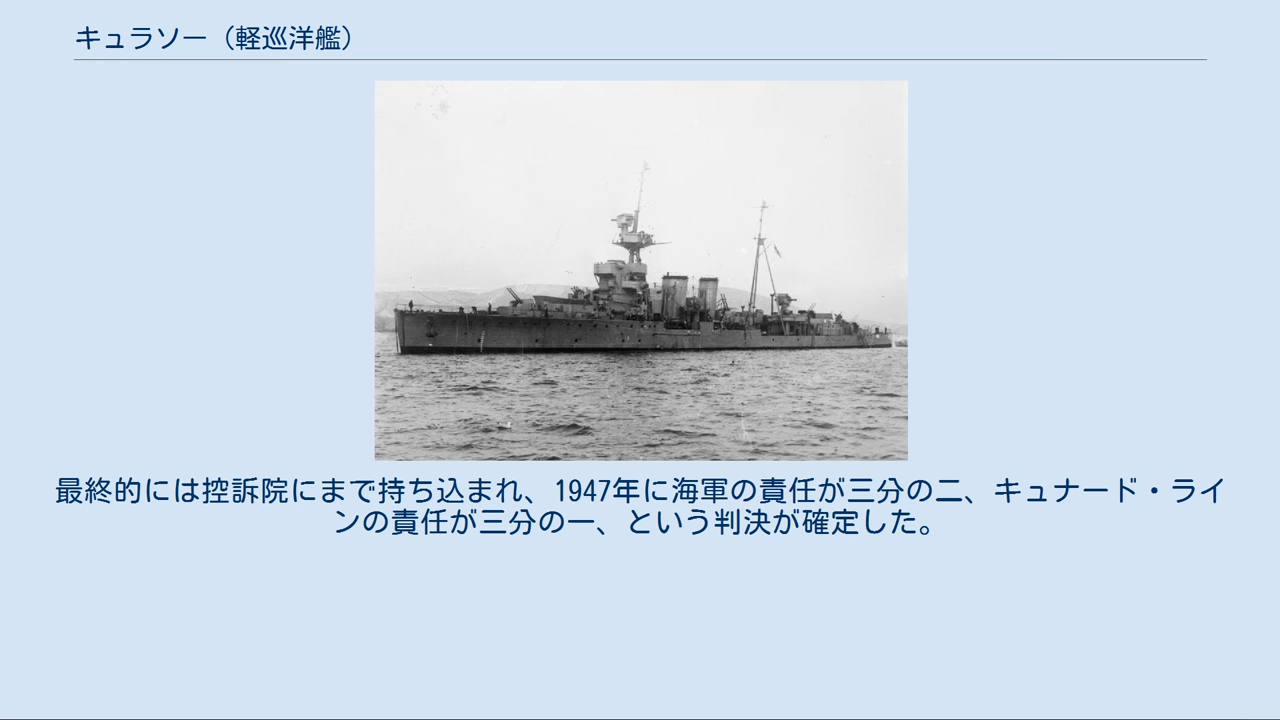 キュラソー（軽巡洋艦）
最終的には控訴院にまで持ち込まれ、1947年に海軍の責任が三分の二、キュナード・ライ
ンの責任が三分の一、という判決が確定した。